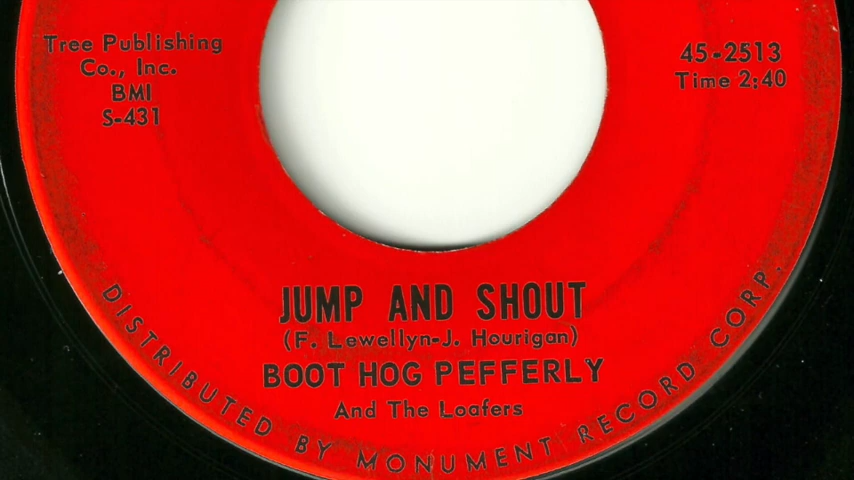 Tree Publishing
Co., Inc.
BMI
S-431
45-2513
Time 2:40
JUMP AND SHOUT
(F. Lewellyn-J. Hourigan)
BOOT HOG PEFFERLY
And The Loafers
DISTRIBUTED BY MONUMENT RECORD CORP.